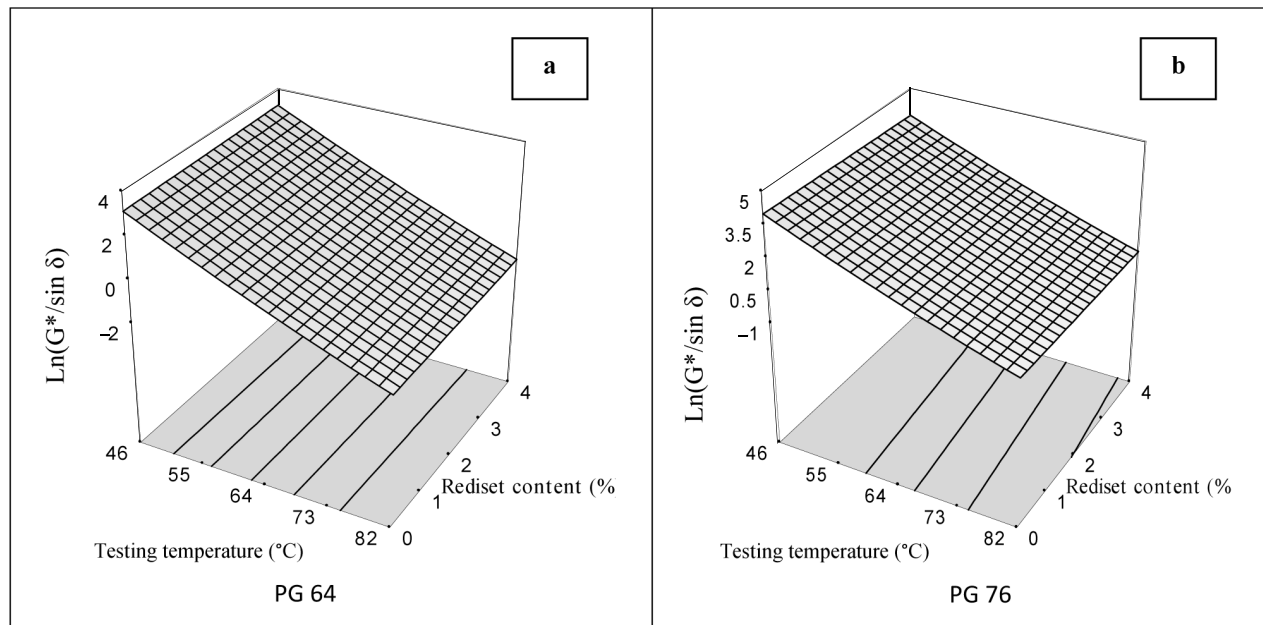 a
4
2
0
–2
Ln(G*/sin δ)
46
55
64
73
82
0
1
2
3
4
Rediset content (%
Testing temperature (°C)
PG 64
b
5
3.5
2
0.5
–1
Ln(G*/sin δ)
46
55
64
73
82
0
1
2
3
4
Rediset content (%
Testing temperature (°C)
PG 76